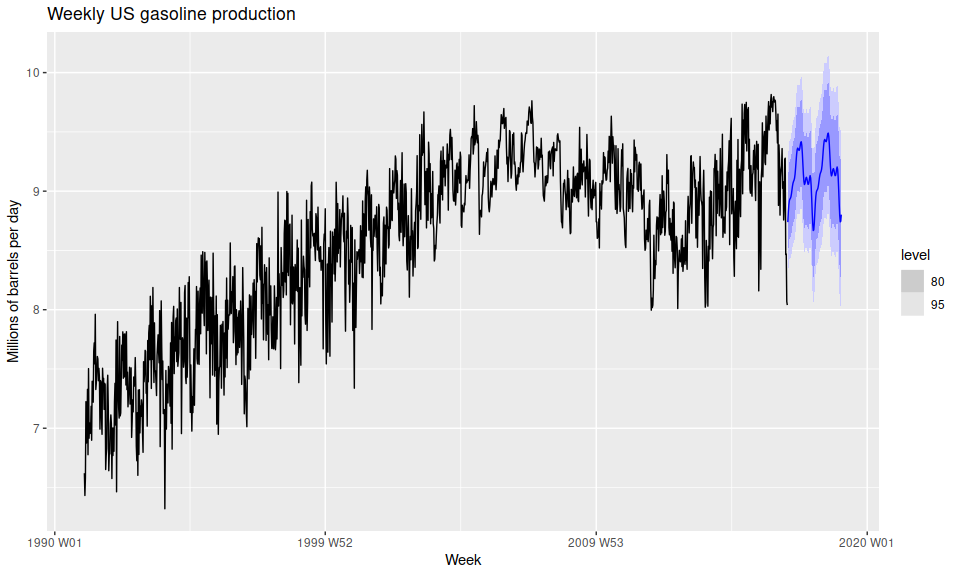 Weekly US gasoline production
Millions of barrels per day
10
9
8
7
1990 W01
1999 W52
2009 W53
2020 W01
Week
level
80
95